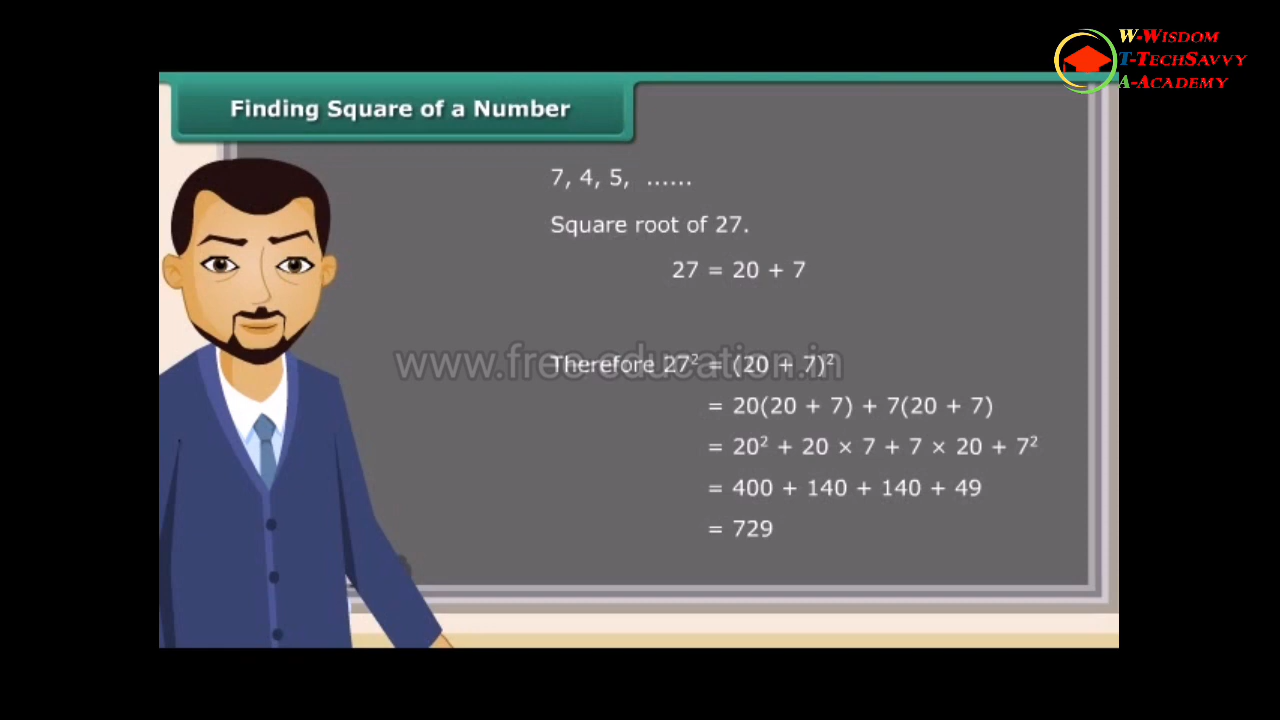 W-Wisdom
T-TechSavvy
A-Academy
Finding Square of a Number
7, 4, 5, ......
Square root of 27.
27 = 20 + 7
www.free-education.in
Therefore 27² = (20 + 7)²
= 20(20 + 7) + 7(20 + 7)
= 20² + 20 × 7 + 7 × 20 + 7²
= 400 + 140 + 140 + 49
= 729